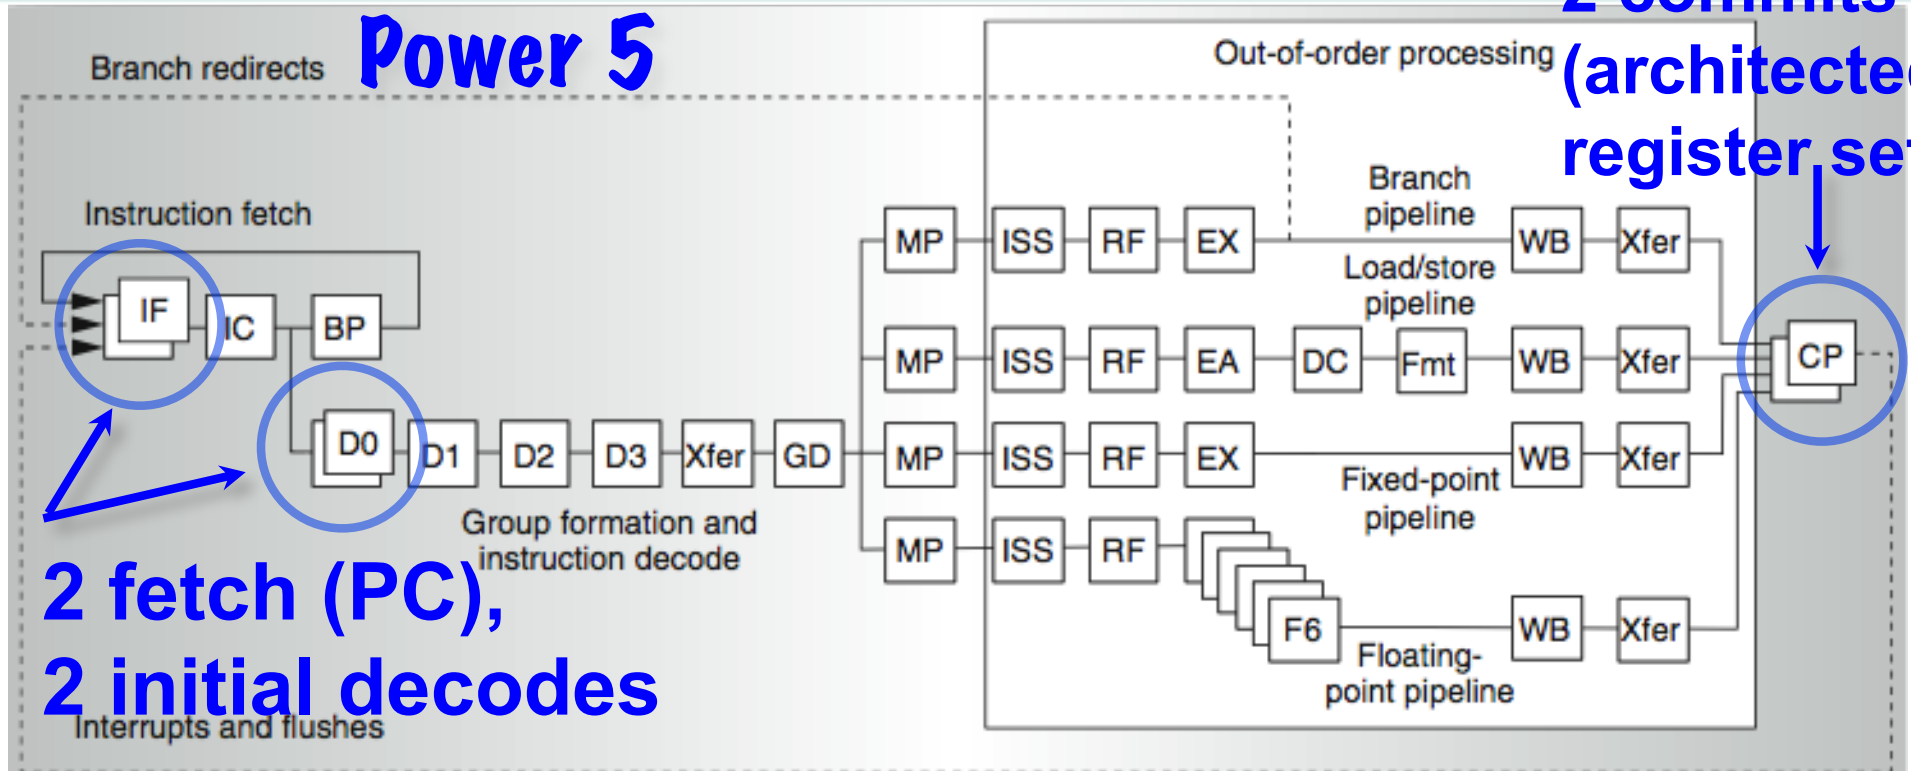 2 commits
Power 5
Branch redirects
Out-of-order processing
(architected
register set
Instruction fetch
Branch
pipeline
MP ISS RF EX WB Xfer
Load/store
pipeline
IF IC BP
MP ISS RF EA DC Fmt WB Xfer
CP
D0 D1 D2 D3 Xfer GD
MP ISS RF EX WB Xfer
Fixed-point
pipeline
Group formation and
instruction decode
MP ISS RF
F6 WB Xfer
Floating-
point pipeline
2 fetch (PC),
2 initial decodes
Interrupts and flushes